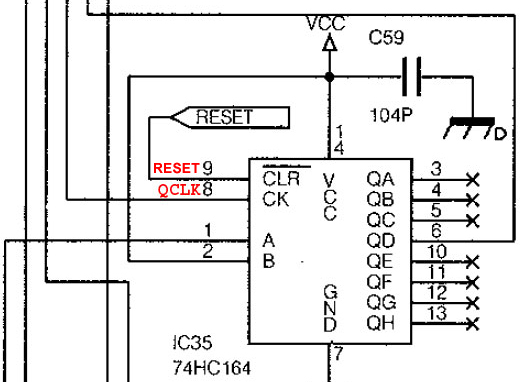 VCC
C59
104P
D
RESET
14
RESET 9
QCLK 8
CLR
CK
VCC
QA 3
QB 4
QC 5
QD 6
1 A
2 B
QE 10
QF 11
QG 12
QH 13
GND
7
IC35
74HC164